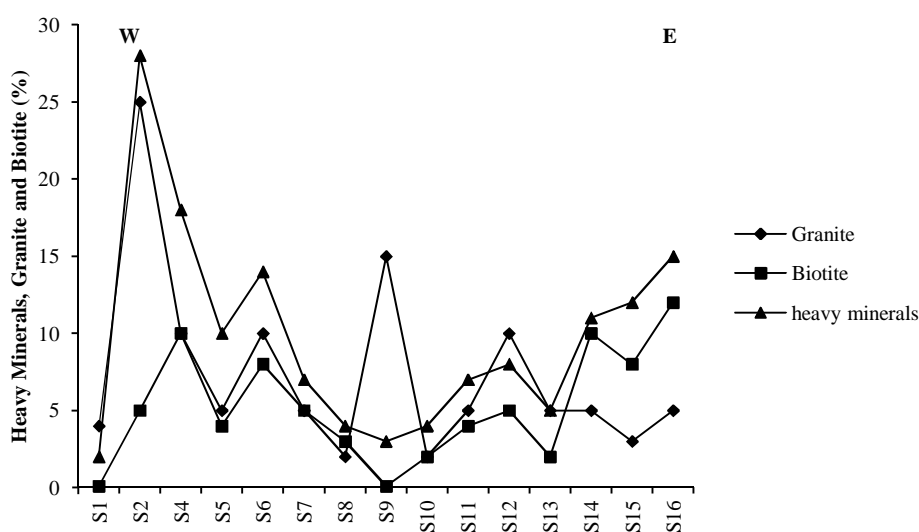 Heavy Minerals, Granite and Biotite (%)
30
25
20
15
10
5
0
W
E
S1
S2
S4
S5
S6
S7
S8
S9
S10
S11
S12
S13
S14
S15
S16
Granite
Biotite
heavy minerals